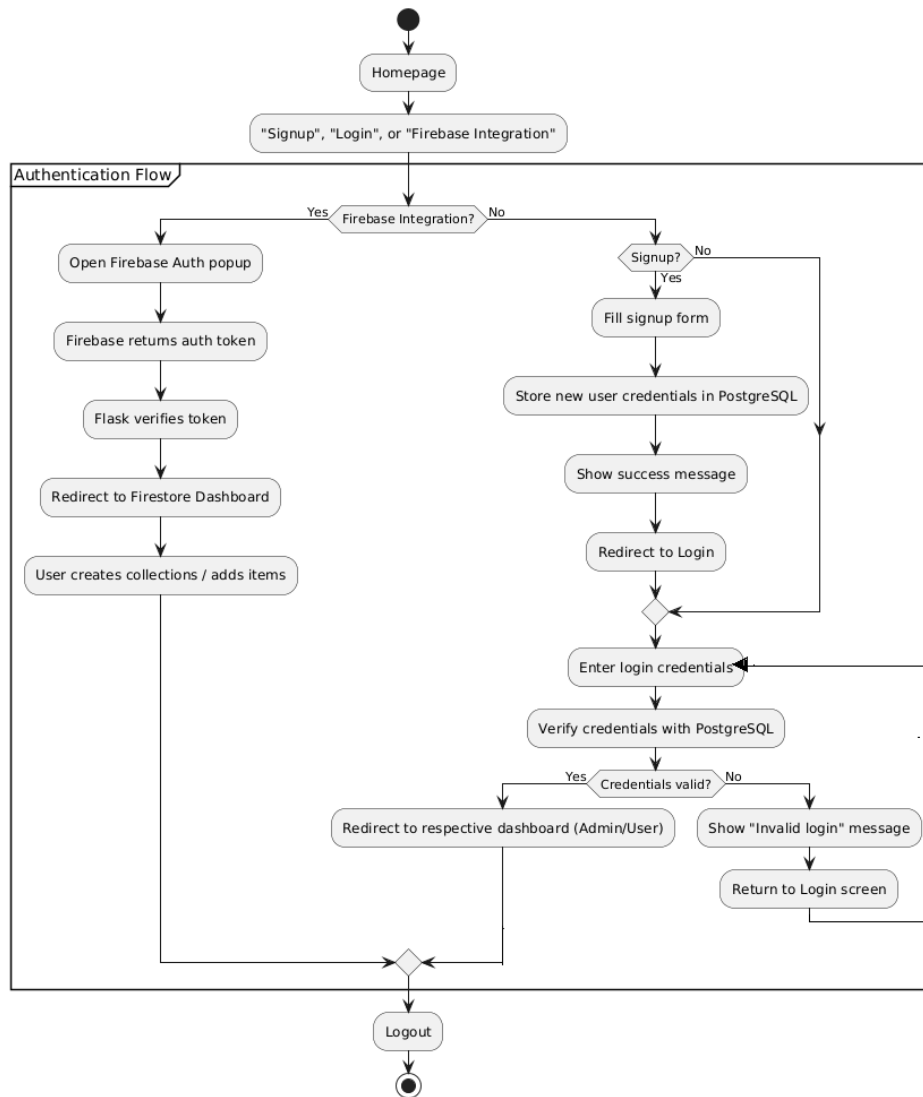 Homepage
"Signup", "Login", or "Firebase Integration"
Authentication Flow
Yes
Firebase Integration?
No
Open Firebase Auth popup
Firebase returns auth token
Flask verifies token
Redirect to Firestore Dashboard
User creates collections / adds items
Signup?
No
Yes
Fill signup form
Store new user credentials in PostgreSQL
Show success message
Redirect to Login
Enter login credentials
Verify credentials with PostgreSQL
Yes
Credentials valid?
No
Redirect to respective dashboard (Admin/User)
Show "Invalid login" message
Return to Login screen
Logout